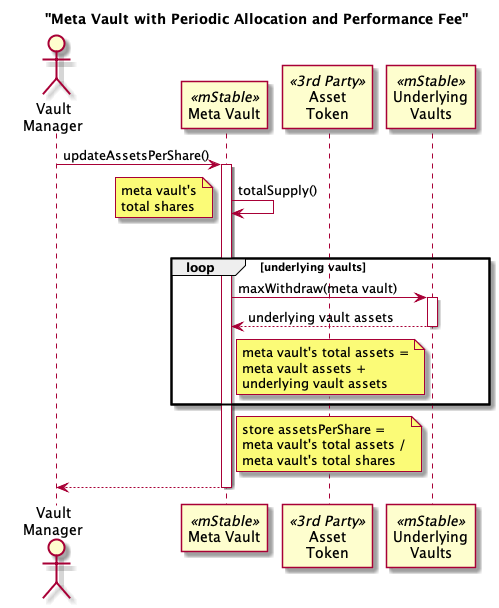 "Meta Vault with Periodic Allocation and Performance Fee"
Vault
Manager
«mStable»
Meta Vault
«3rd Party»
Asset
Token
«mStable»
Underlying
Vaults
updateAssetsPerShare()
meta vault's
total shares
totalSupply()
loop
[underlying vaults]
maxWithdraw(meta vault)
underlying vault assets
meta vault's total assets =
meta vault assets +
underlying vault assets
store assetsPerShare =
meta vault's total assets /
meta vault's total shares
Vault
Manager
«mStable»
Meta Vault
«3rd Party»
Asset
Token
«mStable»
Underlying
Vaults